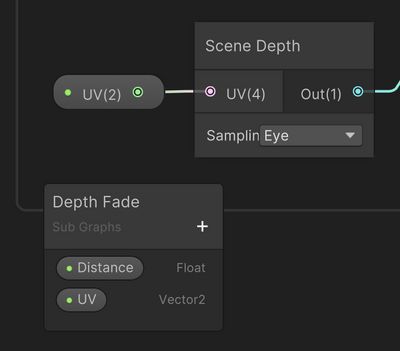 Scene Depth
UV(2)
UV(4)
Out(1)
Samplin
Eye
Depth Fade
Sub Graphs
+
Distance
Float
UV
Vector2